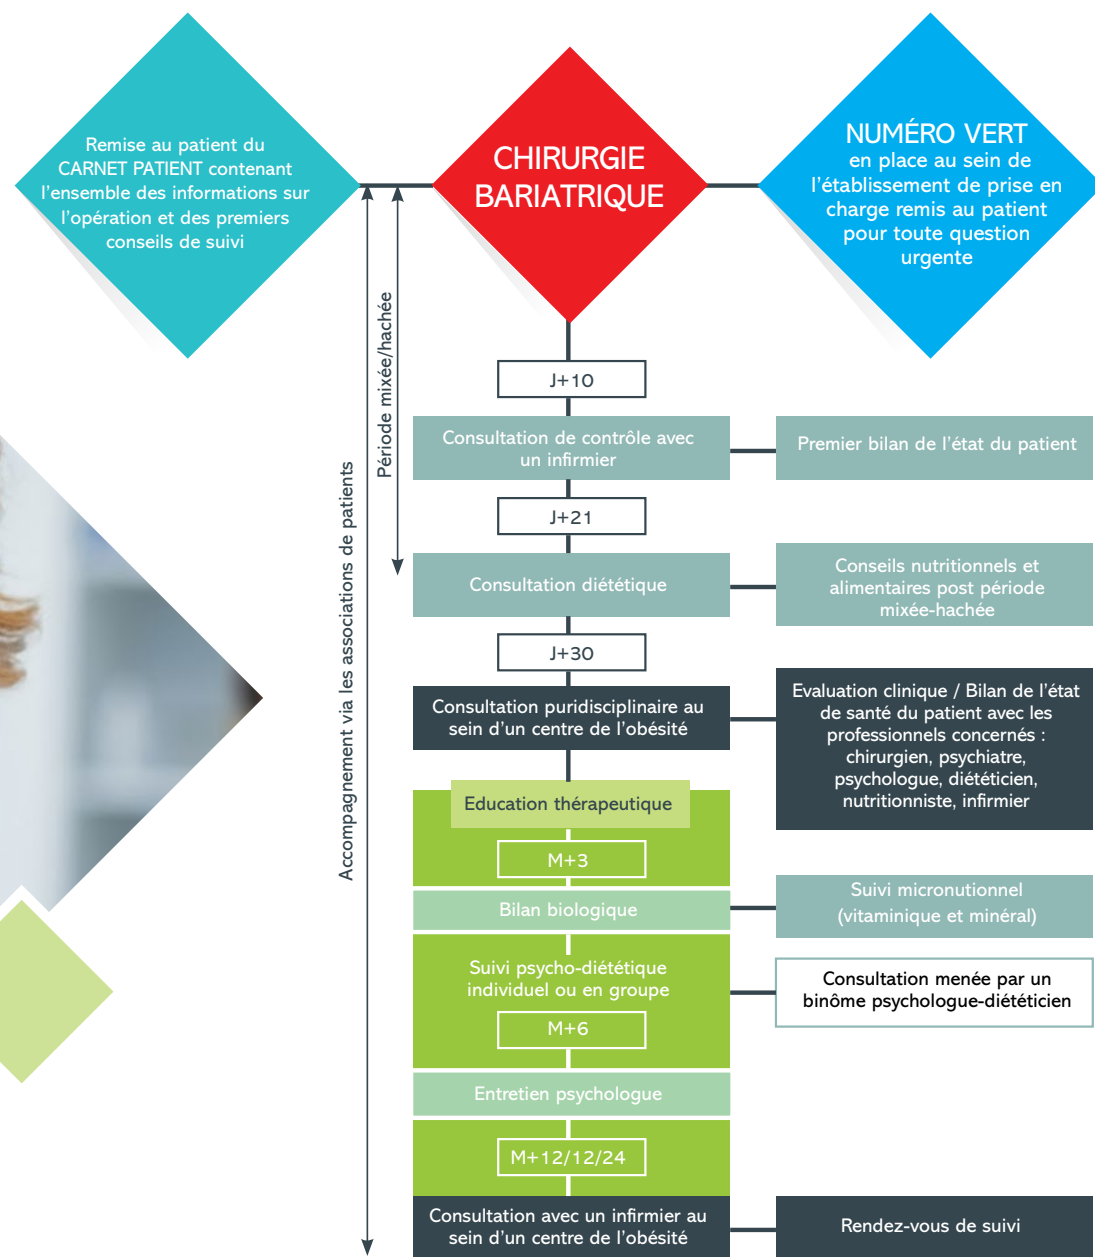 Remise au patient du
CARNET PATIENT contenant
l'ensemble des informations sur
l'opération et des premiers
conseils de suivi
CHIRURGIE
BARIATRIQUE
NUMÉRO VERT
en place au sein de
l'établissement de prise en
charge remis au patient
pour toute question
urgente
Accompagnement via les associations de patients
Période mixée/hachée
J+10
Consultation de contrôle avec
un infirmier
Premier bilan de l'état du patient
J+21
Consultation diététique
Conseils nutritionnels et
alimentaires post période
mixée-hachée
J+30
Consultation puridisciplinaire au
sein d'un centre de l'obésité
Evaluation clinique / Bilan de l'état
de santé du patient avec les
professionnels concernés :
chirurgien, psychiatre,
psychologue, diététicien,
nutritionniste, infirmier
Education thérapeutique
M+3
Bilan biologique
Suivi micronutionnel
(vitaminique et minéral)
Suivi psycho-diététique
individuel ou en groupe
Consultation menée par un
binôme psychologue-diététicien
M+6
Entretien psychologue
M+12/12/24
Consultation avec un infirmier au
sein d'un centre de l'obésité
Rendez-vous de suivi